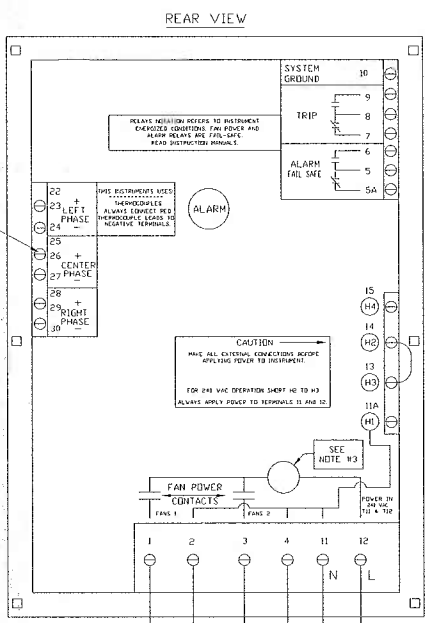 REAR VIEW
SYSTEM
GROUND 10
9
TRIP 8
7
6
ALARM
FAIL SAFE 5
5A
RELAYS REFERS TO INSTRUMENT
ENERGIZED CONDITIONS. FAN POWER AND
ALARM RELAYS ARE FAIL-SAFE.
READ INSTRUCTION MANUALS.
22
23 +
LEFT
PHASE
24 -
25
26 +
CENTER
27 PHASE
-
28
29 +
RIGHT
PHASE
30 -
THIS INSTRUMENTS USES
THERMOCOUPLES
ALWAYS CONNECT RED
THERMOCOUPLE LEADS TO
NEGATIVE TERMINALS.
ALARM
15
H4
14
H2
13
H3
11A
H1
CAUTION
MAKE ALL EXTERNAL CONNECTIONS BEFORE
APPLYING POWER TO INSTRUMENT.
FOR 240 VAC OPERATION SHORT H2 TO H3
ALWAYS APPLY POWER TO TERMINALS 11 AND 12.
SEE
NOTE #3
FAN POWER
CONTACTS
FANS 1
FANS 2
POWER IN
240 VAC
T11 & T12
1 2 3 4 11 12
N L